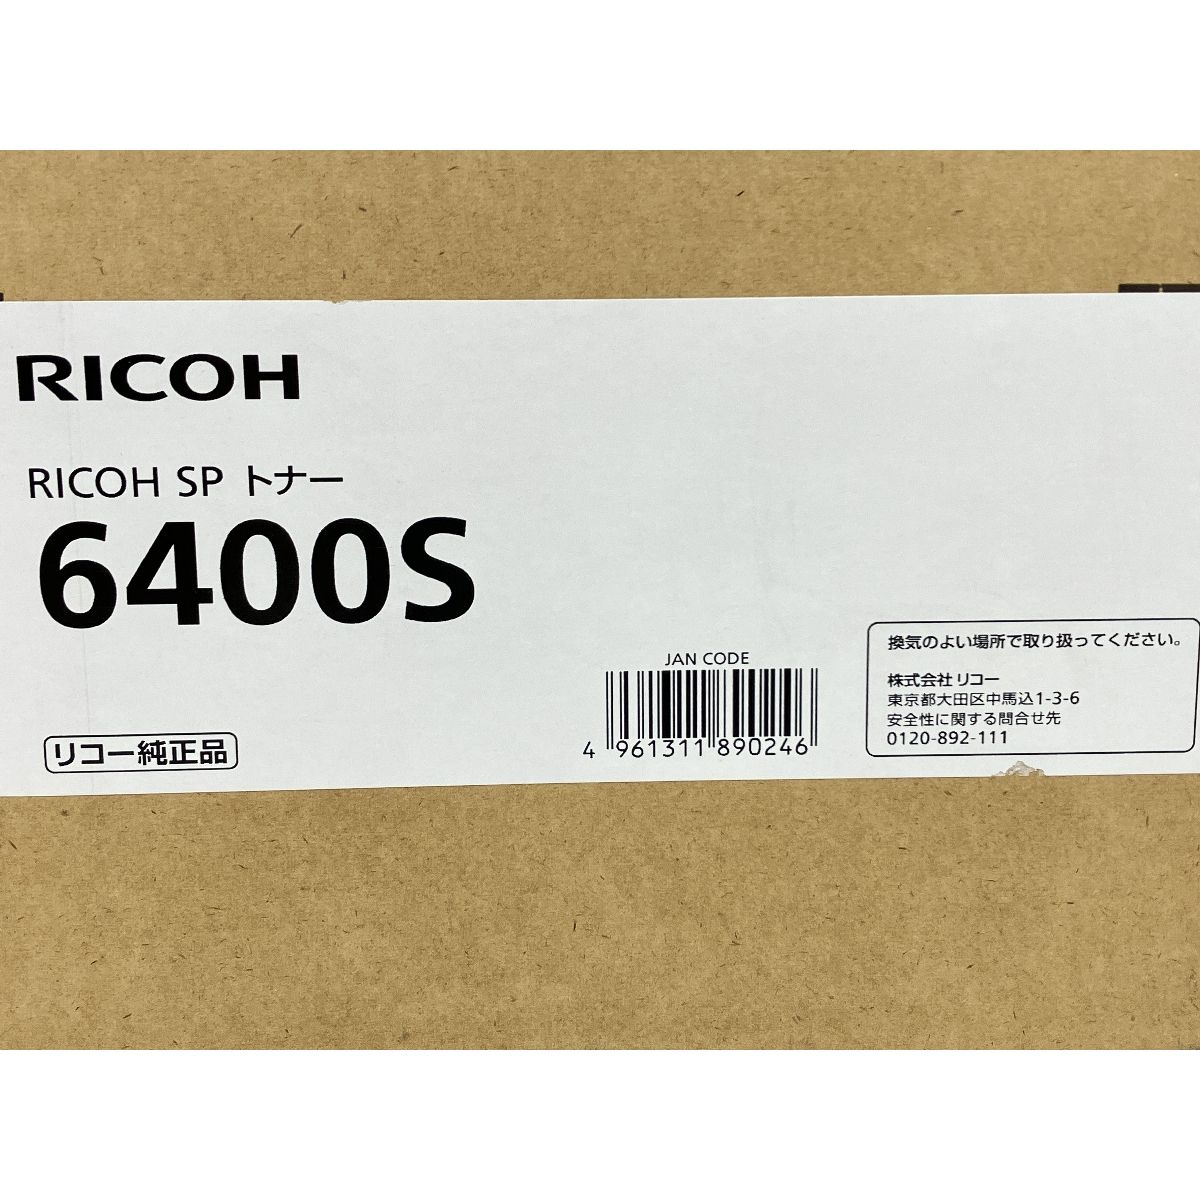 RICOH
RICOH SP トナー
6400S
リコー純正品
JAN CODE
4 961311 890246
換気のよい場所で取り扱ってください。
株式会社 リコー
東京都大田区中馬込1-3-6
安全性に関する問合せ先
0120-892-111